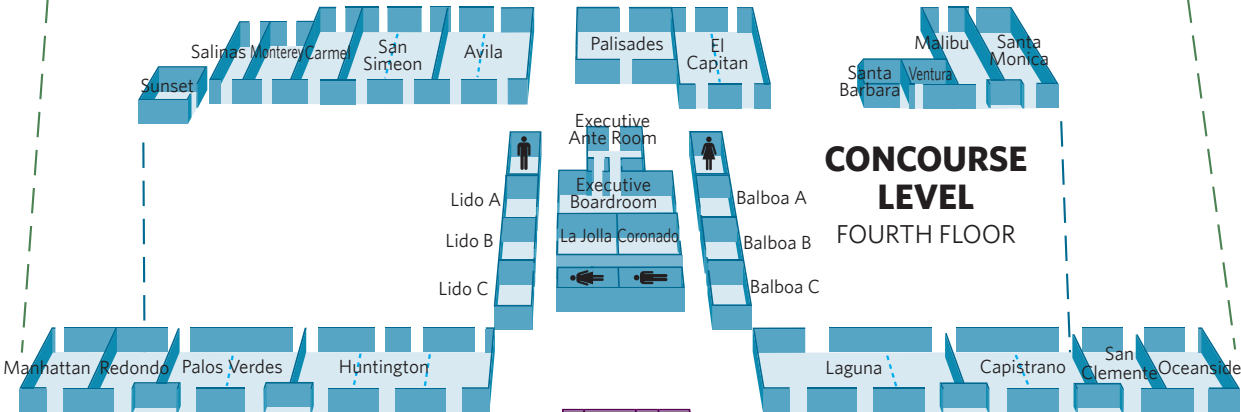 Sunset
Salinas
Monterey
Carmel
San
Simeon
Avila
Palisades
El
Capitan
Malibu
Santa
Monica
Santa
Barbara
Ventura
Executive
Ante Room
CONCOURSE
LEVEL
FOURTH FLOOR
Lido A
Executive
Boardroom
Balboa A
Lido B
La Jolla
Coronado
Balboa B
Lido C
Balboa C
Manhattan
Redondo
Palos Verdes
Huntington
Laguna
Capistrano
San
Clemente
Oceanside